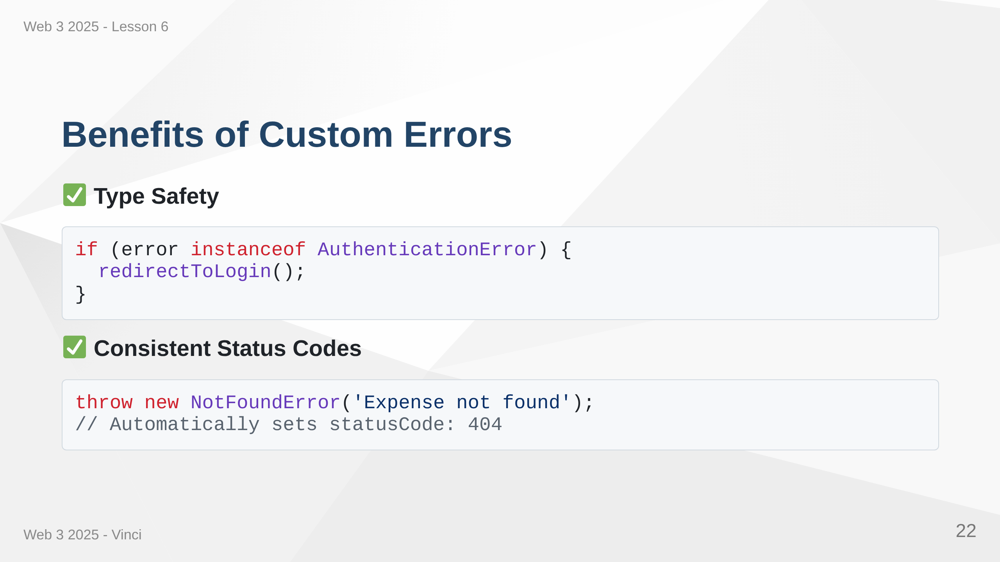 Web 3 2025 - Lesson 6
Benefits of Custom Errors
✅ Type Safety
if (error instanceof AuthenticationError) {
  redirectToLogin();
}
✅ Consistent Status Codes
throw new NotFoundError('Expense not found');
// Automatically sets statusCode: 404
Web 3 2025 - Vinci
22